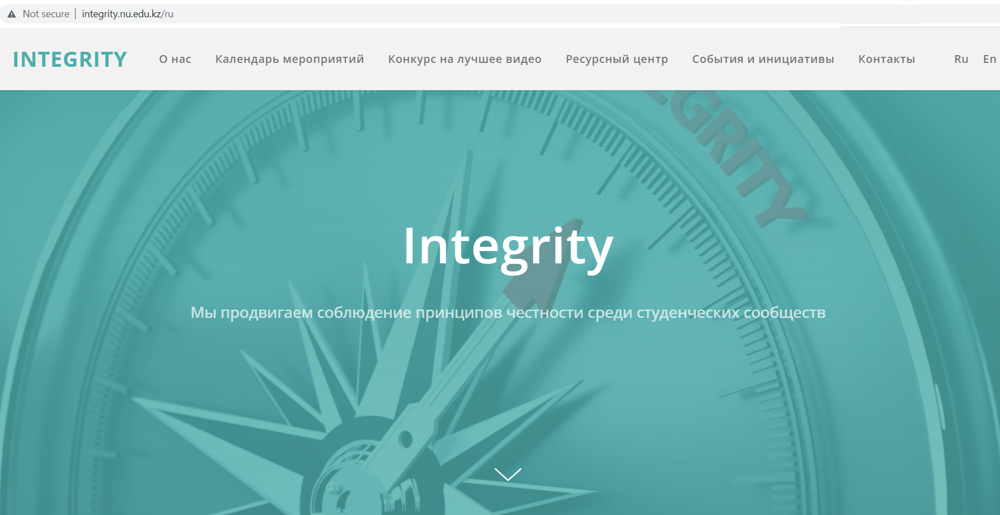 Not secure | integrity.nu.edu.kz/ru
INTEGRITY О нас Календарь мероприятий Конкурс на лучшее видео Ресурсный центр События и инициативы Контакты Ru En
EGRITY
Integrity
Мы продвигаем соблюдение принципов честности среди студенческих сообществ